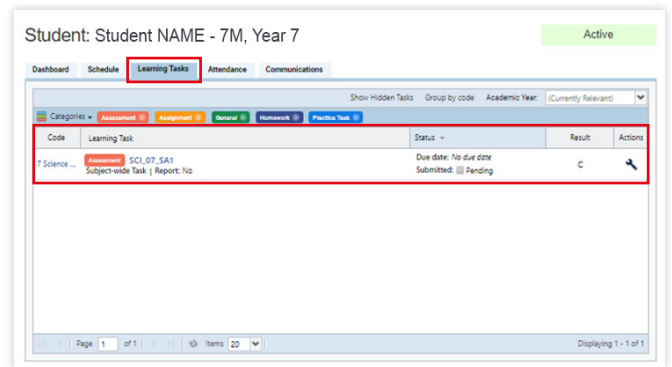 Student: Student NAME - 7M, Year 7
Active
Dashboard Schedule Learning Tasks Attendance Communications
Show Hidden Tasks Group by code Academic Year: (Currently Relevant)
Categories Assessment Assignment General Homework Practice Task
Code Learning Task Status Result Actions
7 Science ... Assessment SCI_07_SA1 Due date: No due date C
Subject-wide Task | Report: No Submitted: Pending
Page 1 of 1 Items 20 Displaying 1 - 1 of 1